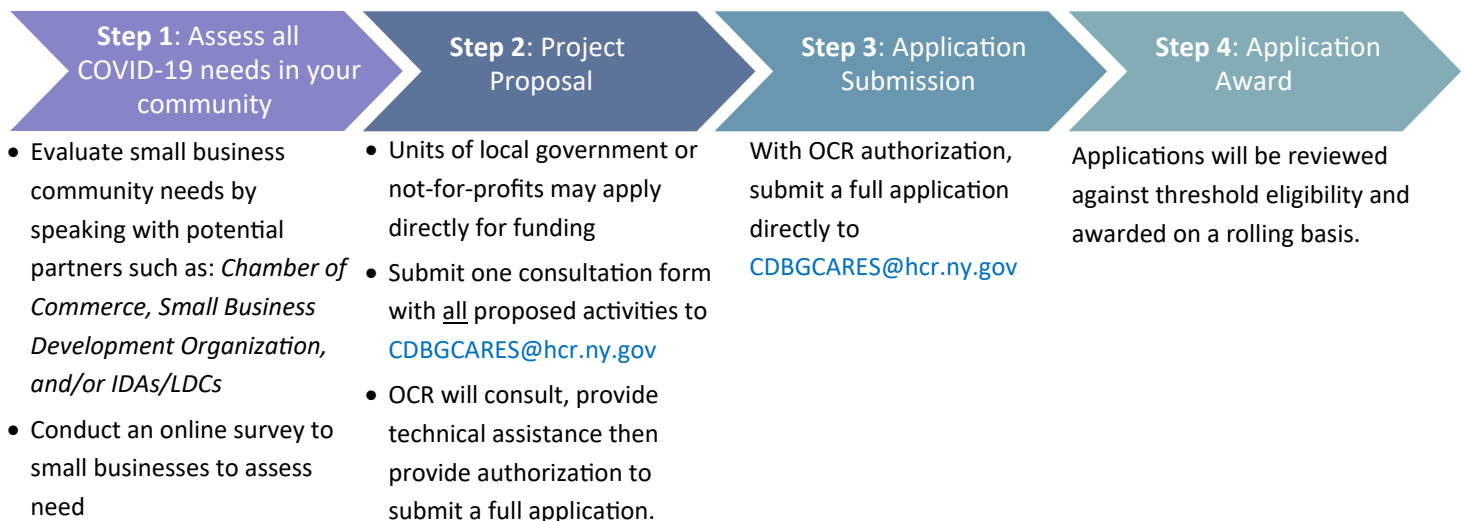 Step 1: Assess all
COVID-19 needs in your
community
Step 2: Project
Proposal
Step 3: Application
Submission
Step 4: Application
Award
• Evaluate small business
community needs by
speaking with potential
partners such as: Chamber of
Commerce, Small Business
Development Organization,
and/or IDAs/LDCs
• Conduct an online survey to
small businesses to assess
need
• Units of local government or
not-for-profits may apply
directly for funding
• Submit one consultation form
with all proposed activities to
CDBGCARES@hcr.ny.gov
• OCR will consult, provide
technical assistance then
provide authorization to
submit a full application.
With OCR authorization,
submit a full application
directly to
CDBGCARES@hcr.ny.gov
Applications will be reviewed
against threshold eligibility and
awarded on a rolling basis.